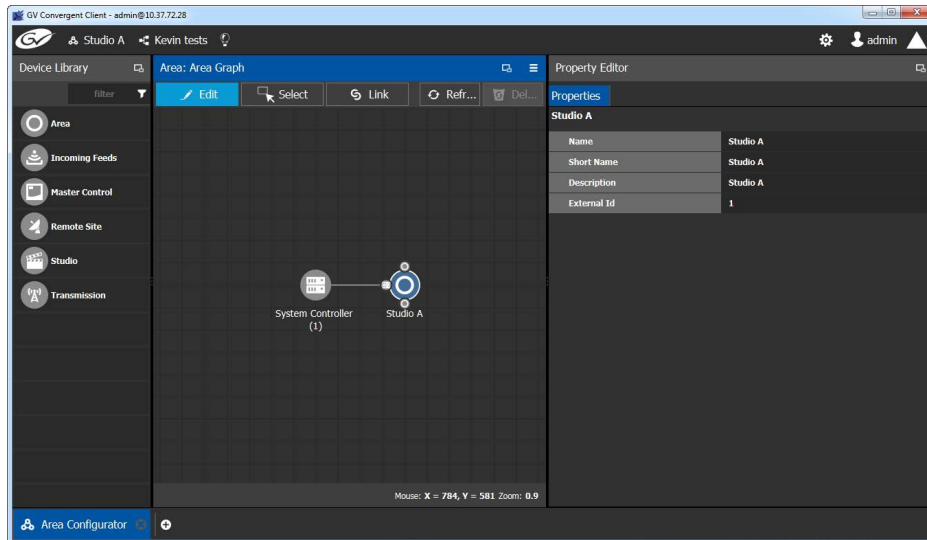 GV Convergent Client - admin@10.37.72.28
GV Studio A Kevin tests admin
Device Library
filter
Area
Incoming Feeds
Master Control
Remote Site
Studio
Transmission
Area: Area Graph
Edit Select Link Refr... Del...
System Controller
(1)
Studio A
Mouse: X = 784, Y = 581 Zoom: 0.9
Property Editor
Properties
Studio A
Name Studio A
Short Name Studio A
Description Studio A
External Id 1
Area Configurator